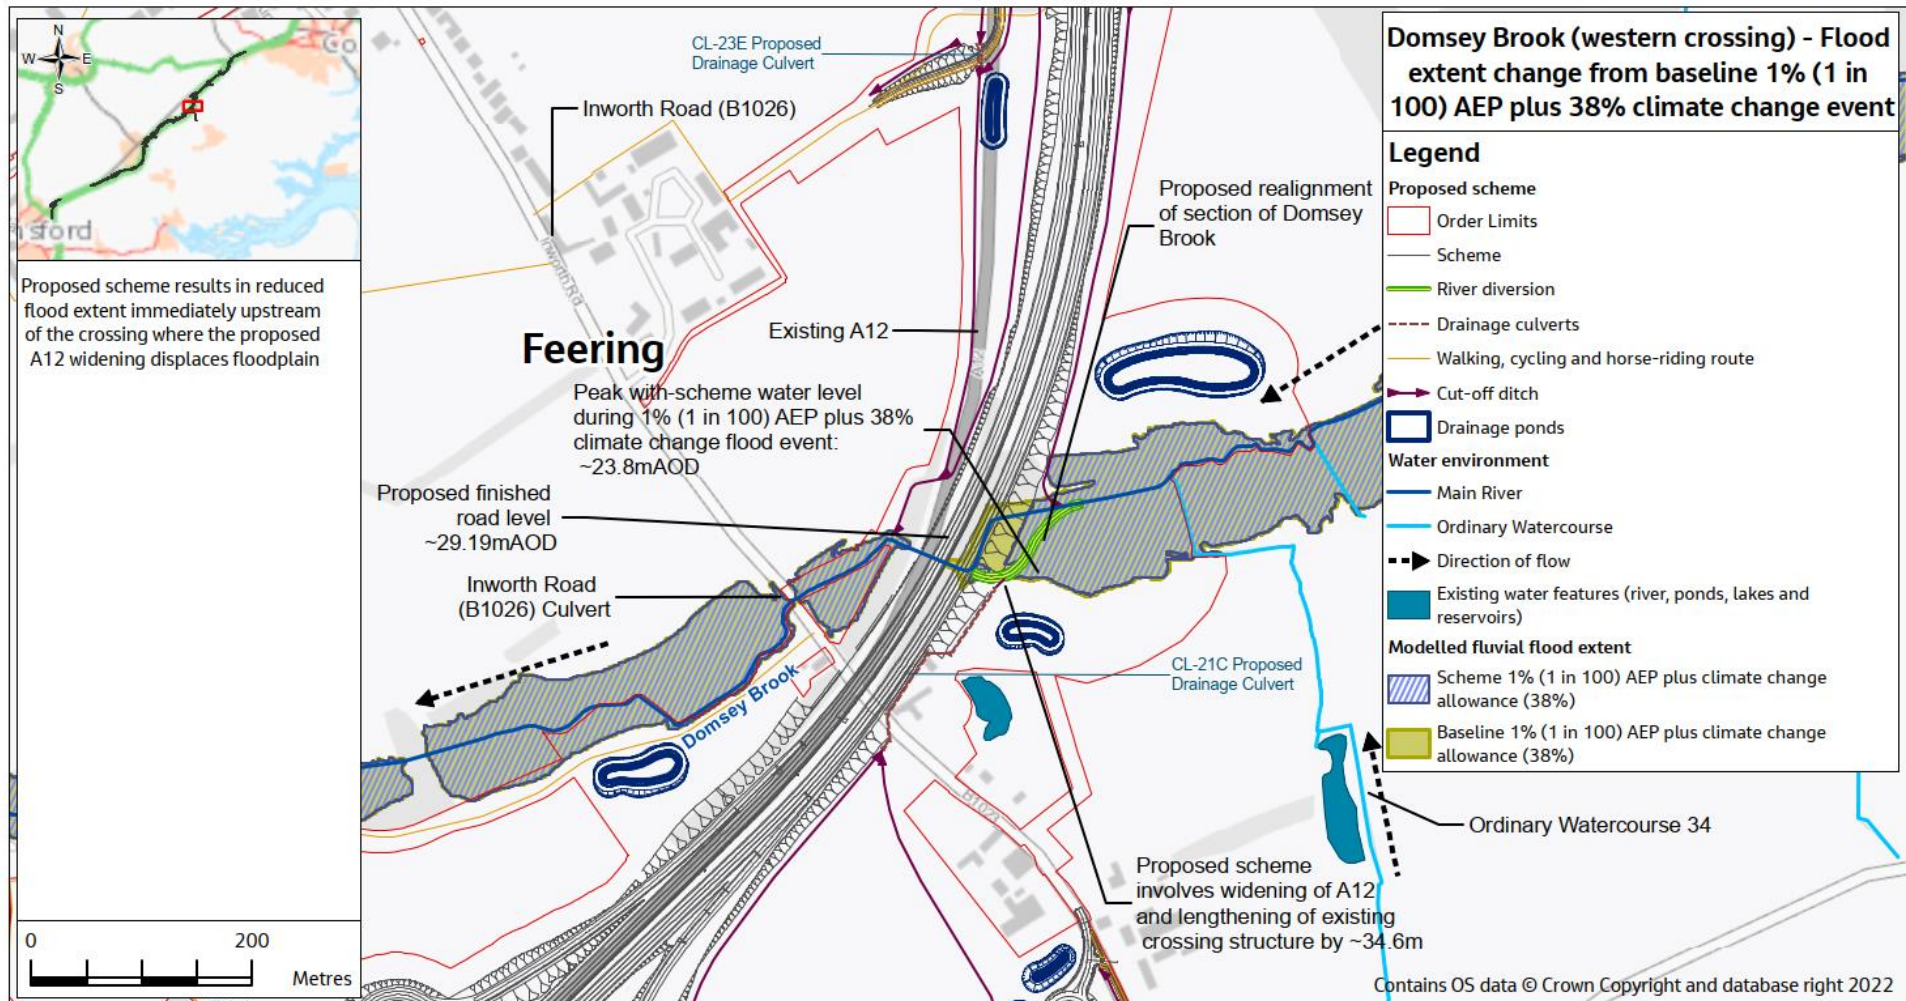 N
W
E
S
Co
nsford
Proposed scheme results in reduced
flood extent immediately upstream
of the crossing where the proposed
A12 widening displaces floodplain
0
200
Metres
CL-23E Proposed
Drainage Culvert
Inworth Road (B1026)
Inworth Rd
Proposed realignment
of section of Domsey
Brook
Existing A12
A12
Feering
Peak with-scheme water level
during 1% (1 in 100) AEP plus 38%
climate change flood event:
~23.8mAOD
Proposed finished
road level
~29.19mAOD
Inworth Road
(B1026) Culvert
Domsey Brook
CL-21C Proposed
Drainage Culvert
B1023
Ordinary Watercourse 34
Proposed scheme
involves widening of A12
and lengthening of existing
crossing structure by ~34.6m
Domsey Brook (western crossing) - Flood
extent change from baseline 1% (1 in
100) AEP plus 38% climate change event
Legend
Proposed scheme
Order Limits
Scheme
River diversion
Drainage culverts
Walking, cycling and horse-riding route
Cut-off ditch
Drainage ponds
Water environment
Main River
Ordinary Watercourse
Direction of flow
Existing water features (river, ponds, lakes and
reservoirs)
Modelled fluvial flood extent
Scheme 1% (1 in 100) AEP plus climate change
allowance (38%)
Baseline 1% (1 in 100) AEP plus climate change
allowance (38%)
Contains OS data © Crown Copyright and database right 2022